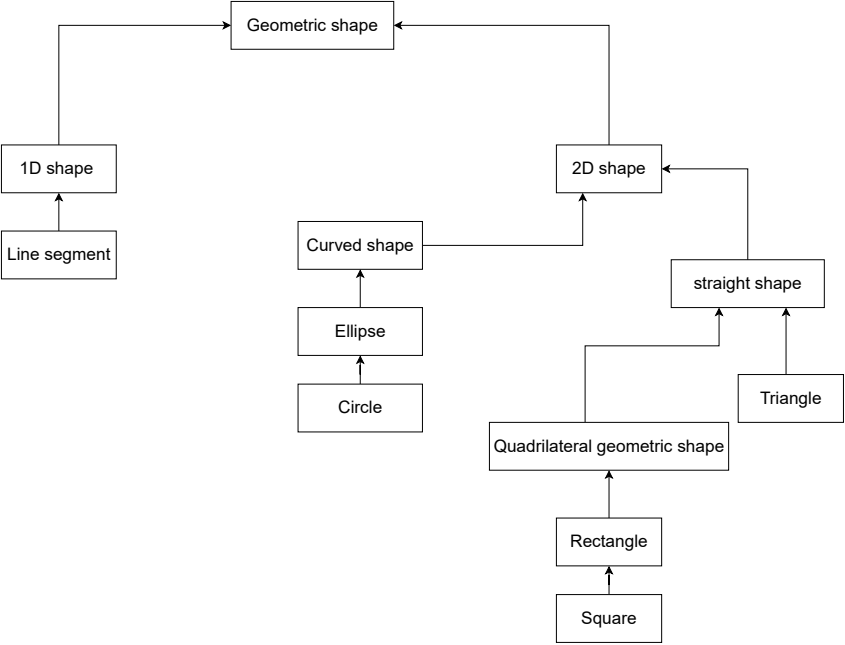 Geometric shape
1D shape
2D shape
Line segment
Curved shape
straight shape
Ellipse
Triangle
Circle
Quadrilateral geometric shape
Rectangle
Square